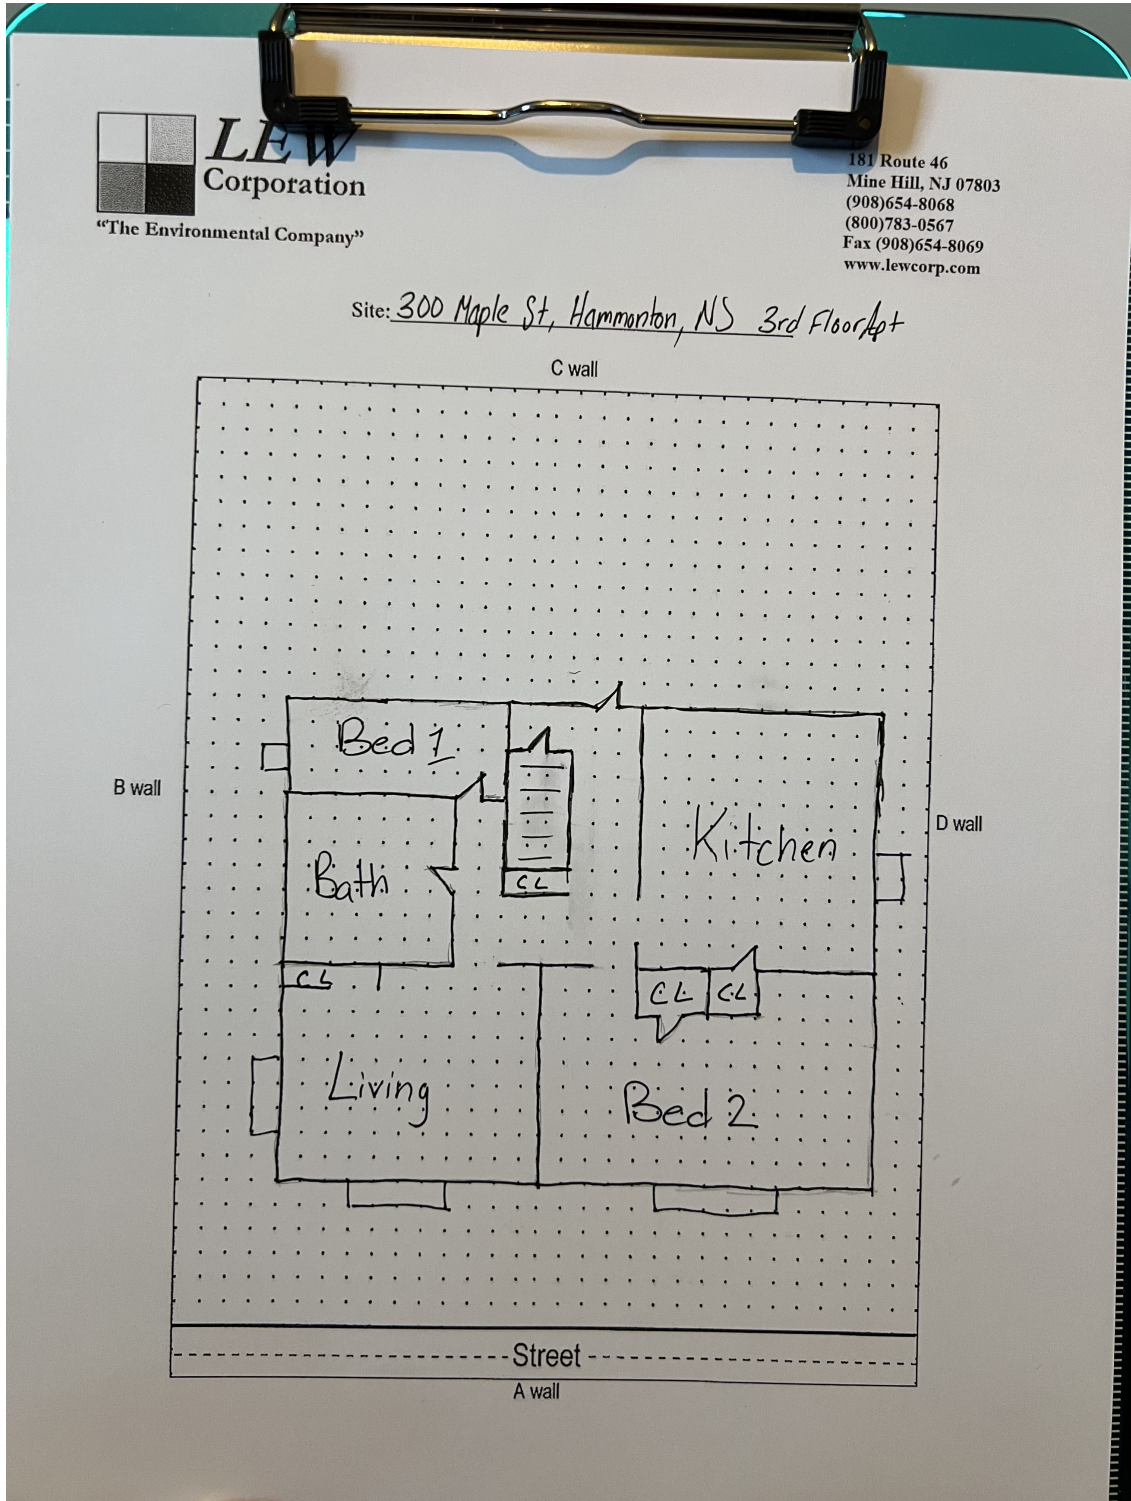 LEW
Corporation
"The Environmental Company"
181 Route 46
Mine Hill, NJ 07803
(908)654-8068
(800)783-0567
Fax (908)654-8069
www.lewcorp.com
Site: 300 Maple St, Hammonton, NJ 3rd Floor Apt
C wall
Bed 1
B wall
D wall
Kitchen
Bath
CL
CL
CL
CL
Living
Bed 2
Street
A wall